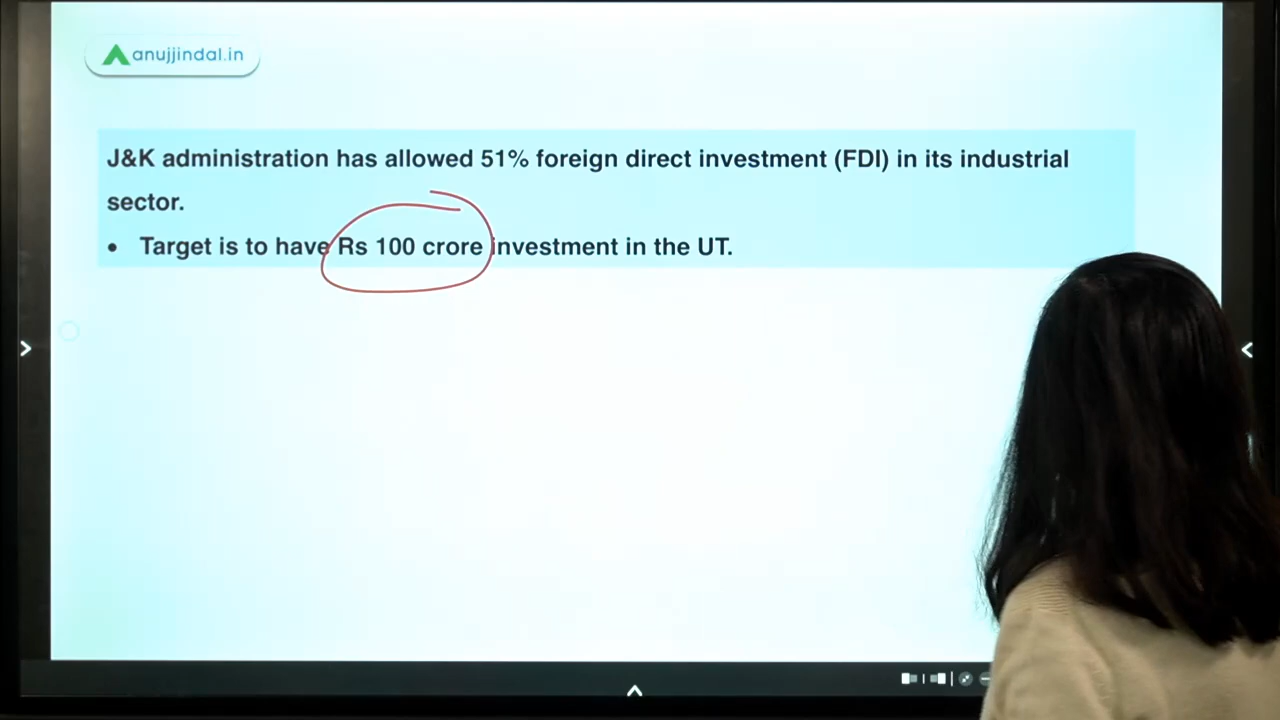 anujjindal.in
J&K administration has allowed 51% foreign direct investment (FDI) in its industrial
sector.
• Target is to have Rs 100 crore investment in the UT.